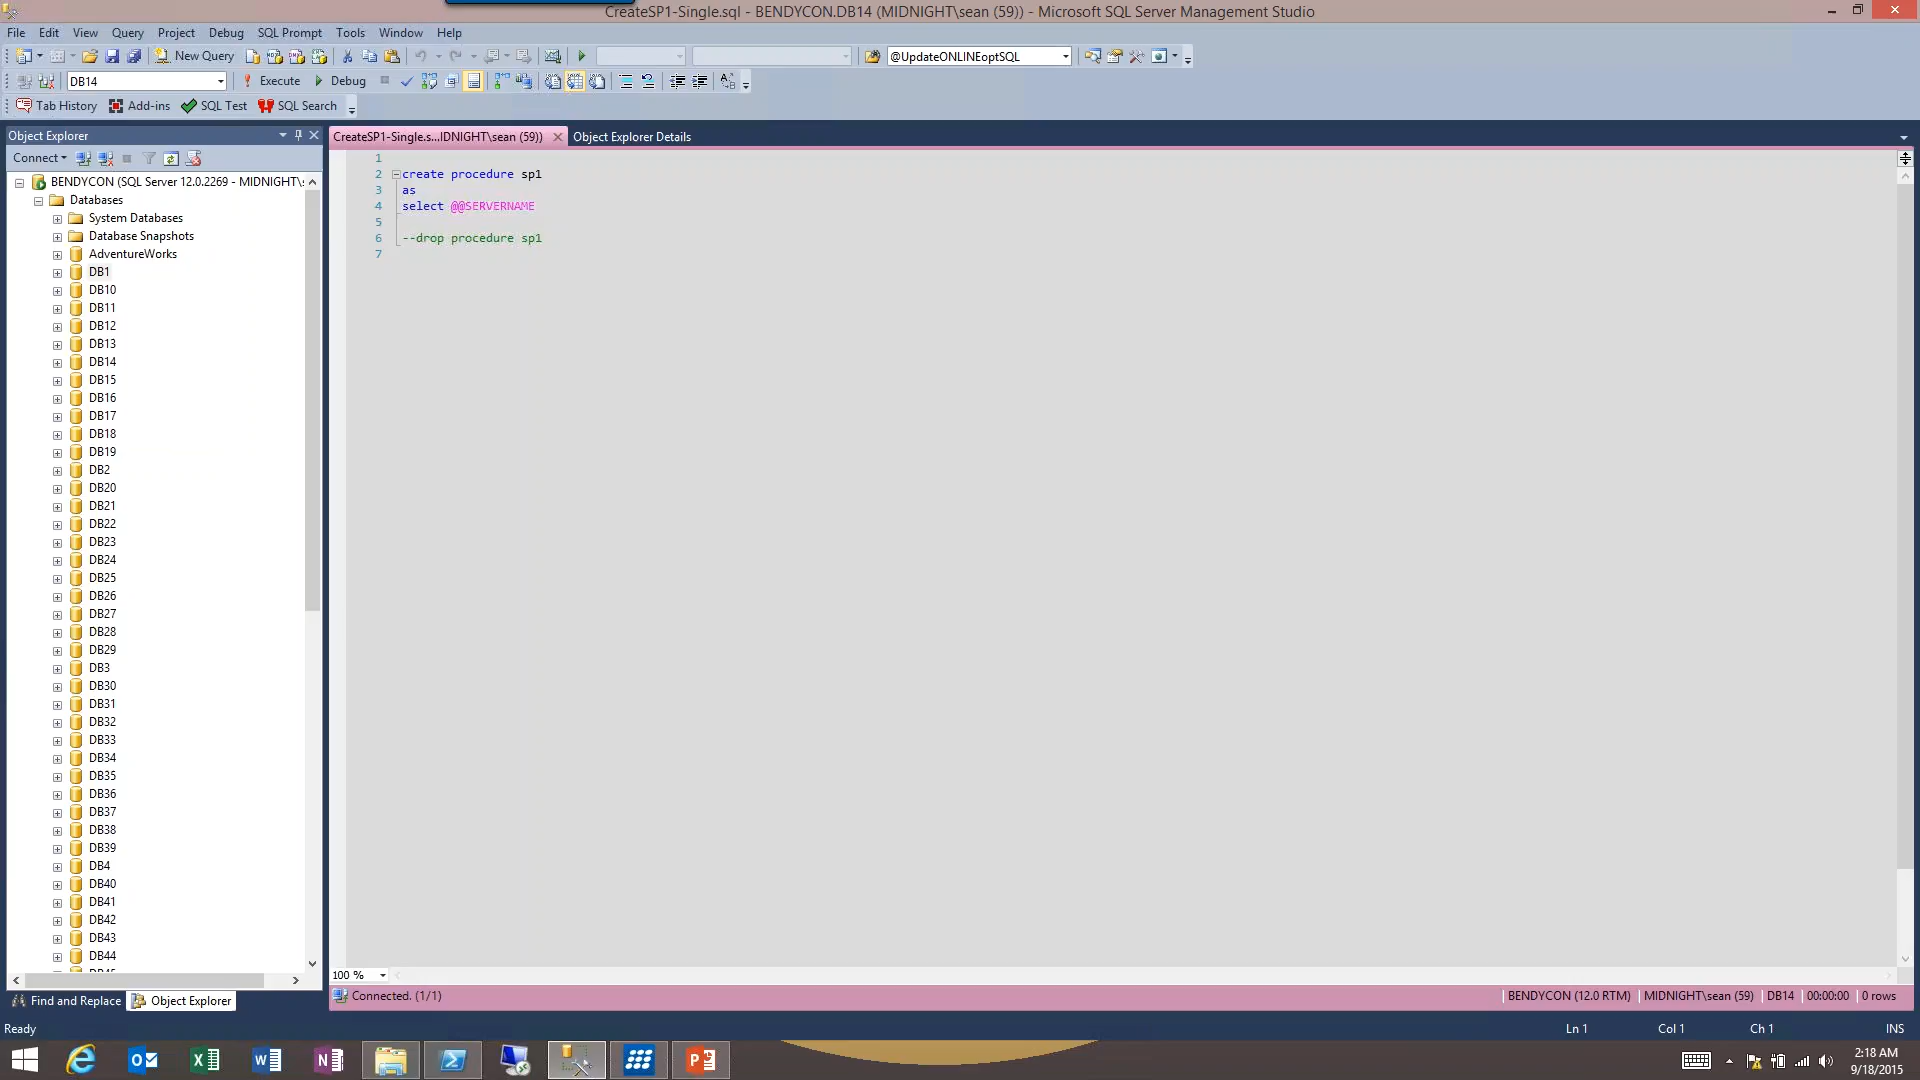 CreateSP1-Single.sql - BENDYCON.DB14 (MIDNIGHT\sean (59)) - Microsoft SQL Server Management Studio
File Edit View Query Project Debug SQL Prompt Tools Window Help
New Query @UpdateONLINEoptSQL
DB14 Execute Debug
Tab History Add-ins SQL Test SQL Search
Object Explorer
Connect
BENDYCON (SQL Server 12.0.2269 - MIDNIGHT\
Databases
System Databases
Database Snapshots
AdventureWorks
DB1
DB10
DB11
DB12
DB13
DB14
DB15
DB16
DB17
DB18
DB19
DB2
DB20
DB21
DB22
DB23
DB24
DB25
DB26
DB27
DB28
DB29
DB3
DB30
DB31
DB32
DB33
DB34
DB35
DB36
DB37
DB38
DB39
DB4
DB40
DB41
DB42
DB43
DB44
Find and Replace Object Explorer
CreateSP1-Single.s...IDNIGHT\sean (59)) Object Explorer Details
1
2 create procedure sp1
3 as
4 select @@SERVERNAME
5
6 --drop procedure sp1
7
100 %
Connected. (1/1) BENDYCON (12.0 RTM) MIDNIGHT\sean (59) DB14 00:00:00 0 rows
Ready Ln 1 Col 1 Ch 1 INS
2:18 AM
9/18/2015